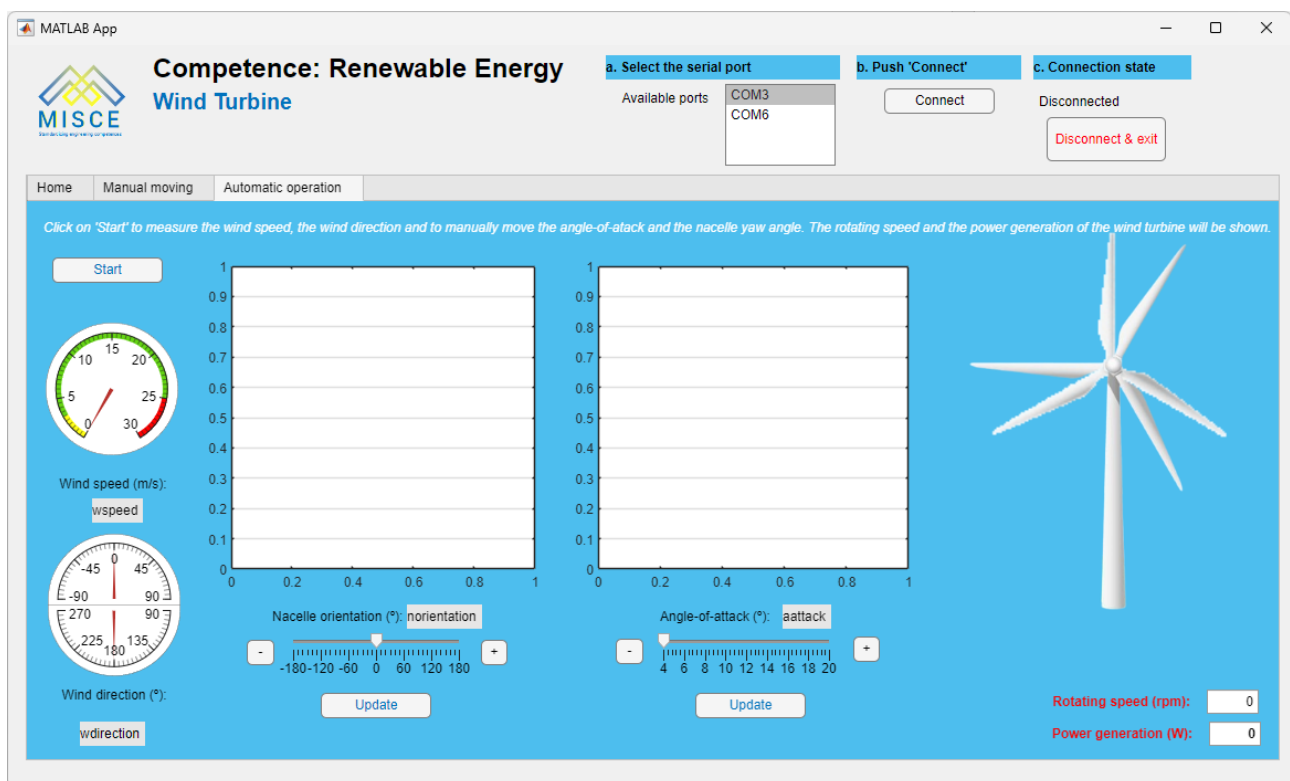 MATLAB App
MISCE
Competence: Renewable Energy
Wind Turbine
a. Select the serial port
Available ports
COM3
COM6
b. Push 'Connect'
Connect
c. Connection state
Disconnected
Disconnect & exit
Home
Manual moving
Automatic operation
Click on 'Start' to measure the wind speed, the wind direction and to manually move the angle-of-atack and the nacelle yaw angle. The rotating speed and the power generation of the wind turbine will be shown.
Start
0 5 10 15 20 25 30
Wind speed (m/s):
wspeed
-90 -45 0 45 90
270 225 180 135 90
Wind direction (º):
wdirection
1
0.9
0.8
0.7
0.6
0.5
0.4
0.3
0.2
0.1
0
0 0.2 0.4 0.6 0.8 1
Nacelle orientation (º): norientation
-
+
-180 -120 -60 0 60 120 180
Update
1
0.9
0.8
0.7
0.6
0.5
0.4
0.3
0.2
0.1
0
0 0.2 0.4 0.6 0.8 1
Angle-of-attack (º): aattack
-
+
4 6 8 10 12 14 16 18 20
Update
Rotating speed (rpm): 0
Power generation (W): 0